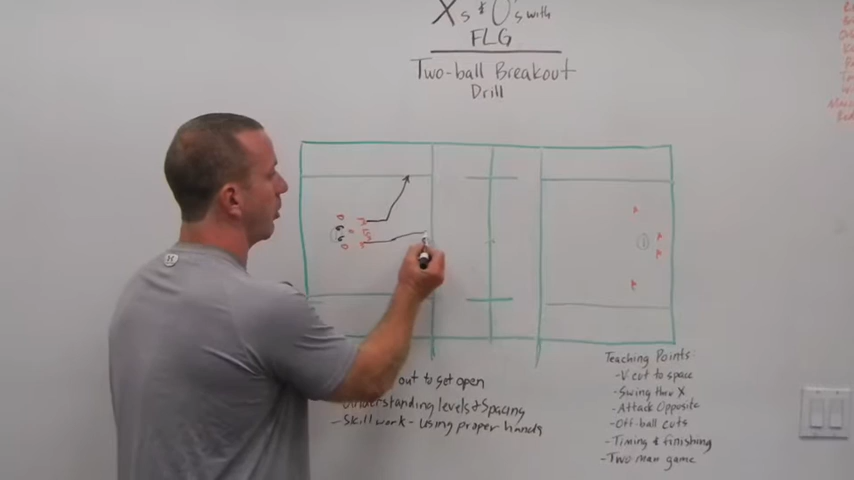 X's & O's with
FLG
Two-ball Breakout
Drill
out to get open
Understanding levels & Spacing
- Skill work - using proper hands
Teaching Points
- V cut to space
- Swing thru X
- Attack Opposite
- Off-ball cuts
- Timing & finishing
- Two man game